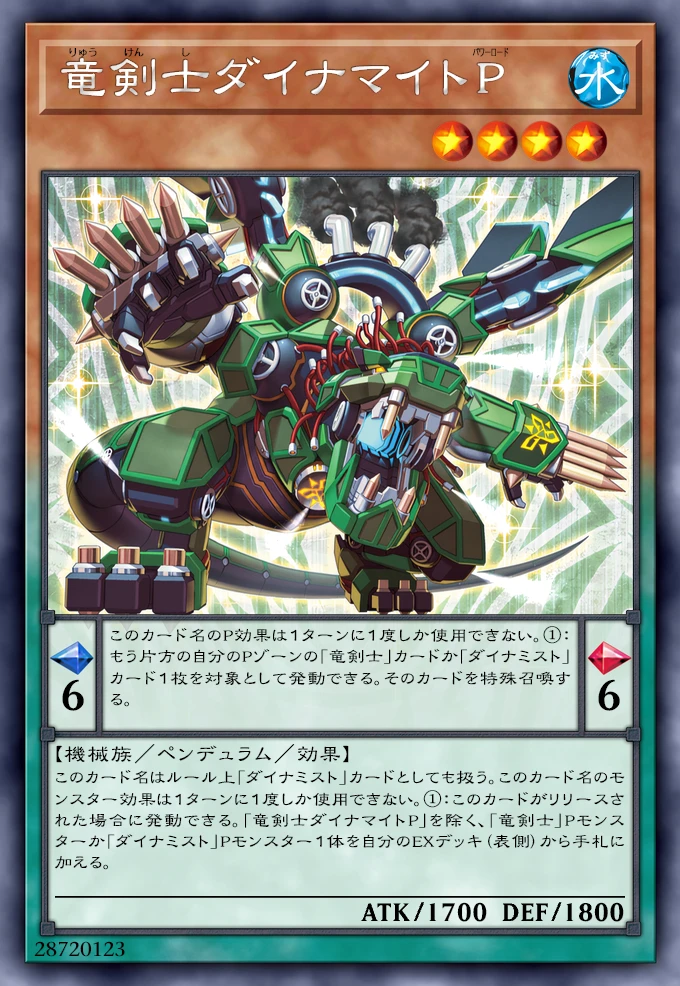 りゅう けん し パワーロード
竜剣士ダイナマイトP
みず
水
このカード名のP効果は1ターンに1度しか使用できない。①:
もう片方の自分のPゾーンの「竜剣士」カードか「ダイナミスト」
カード1枚を対象として発動できる。そのカードを特殊召喚す
る。
6
6
【機械族/ペンデュラム/効果】
このカード名はルール上「ダイナミスト」カードとしても扱う。このカード名のモ
ンスター効果は1ターンに1度しか使用できない。①:このカードがリリースさ
れた場合に発動できる。「竜剣士ダイナマイトP」を除く、「竜剣士」Pモンス
ターか「ダイナミスト」Pモンスター1体を自分のEXデッキ(表側)から手札に
加える。
ATK/1700 DEF/1800
28720123